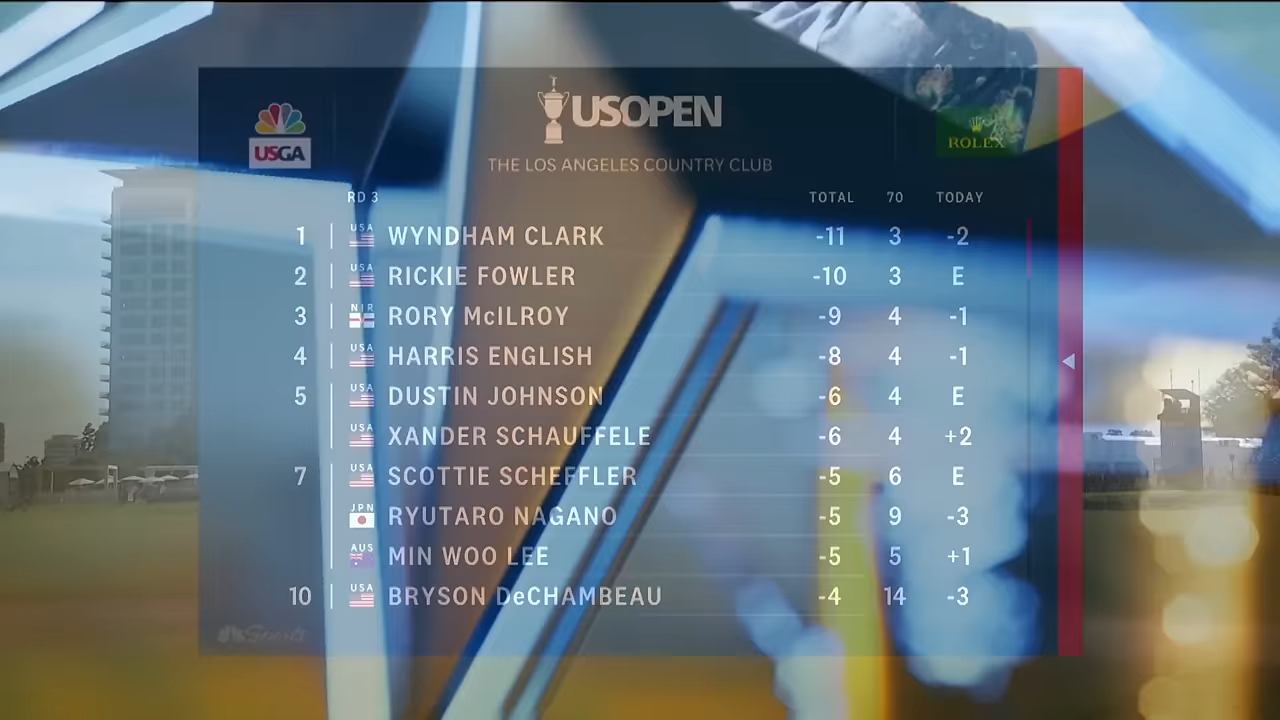 US OPEN
USGA
ROLEX
THE LOS ANGELES COUNTRY CLUB
RD 3 TOTAL 70 TODAY
1 USA WYNDHAM CLARK -11 3 -2
2 USA RICKIE FOWLER -10 3 E
3 NIR RORY McILROY -9 4 -1
4 USA HARRIS ENGLISH -8 4 -1
5 USA DUSTIN JOHNSON -6 4 E
USA XANDER SCHAUFFELE -6 4 +2
7 USA SCOTTIE SCHEFFLER -5 6 E
JPN RYUTARO NAGANO -5 9 -3
AUS MIN WOO LEE -5 5 +1
10 USA BRYSON DeCHAMBEAU -4 14 -3
Sports